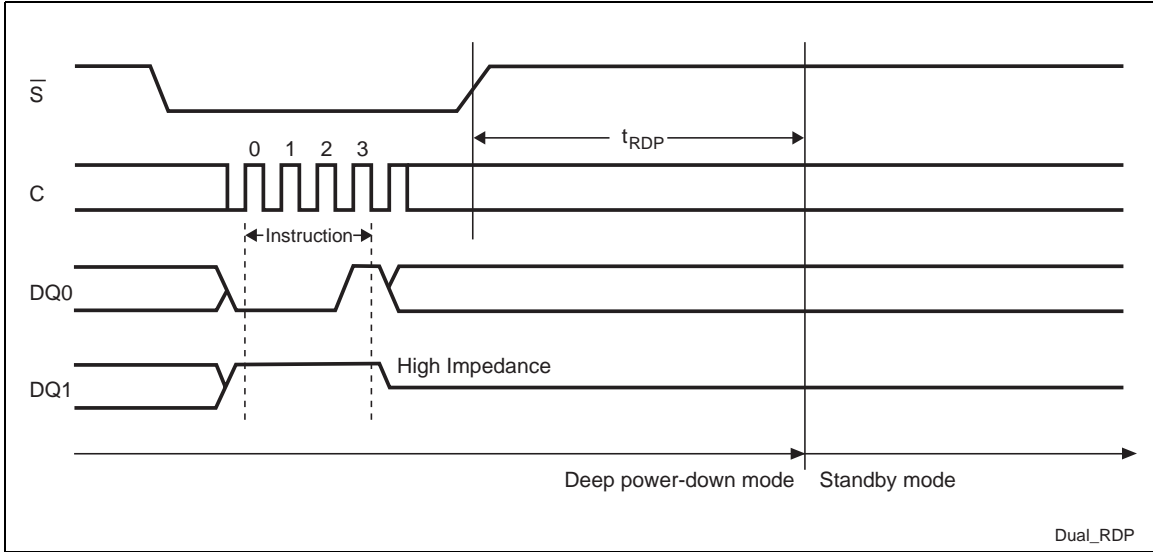 S̅
tRDP
0 1 2 3
C
Instruction
DQ0
High Impedance
DQ1
Deep power-down mode Standby mode
Dual_RDP